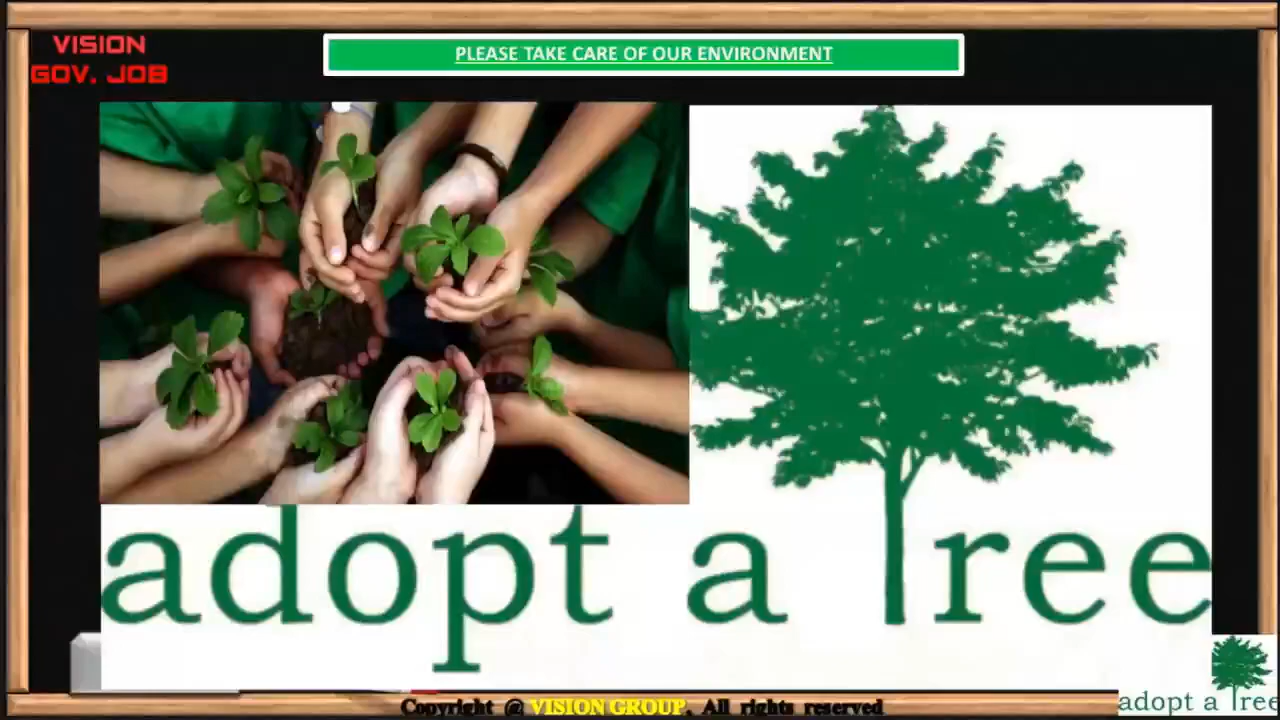 VISION
GOV. JOB
PLEASE TAKE CARE OF OUR ENVIRONMENT
adopt a Tree
adopt a Tree
Copyright @ VISION GROUP, All rights reserved